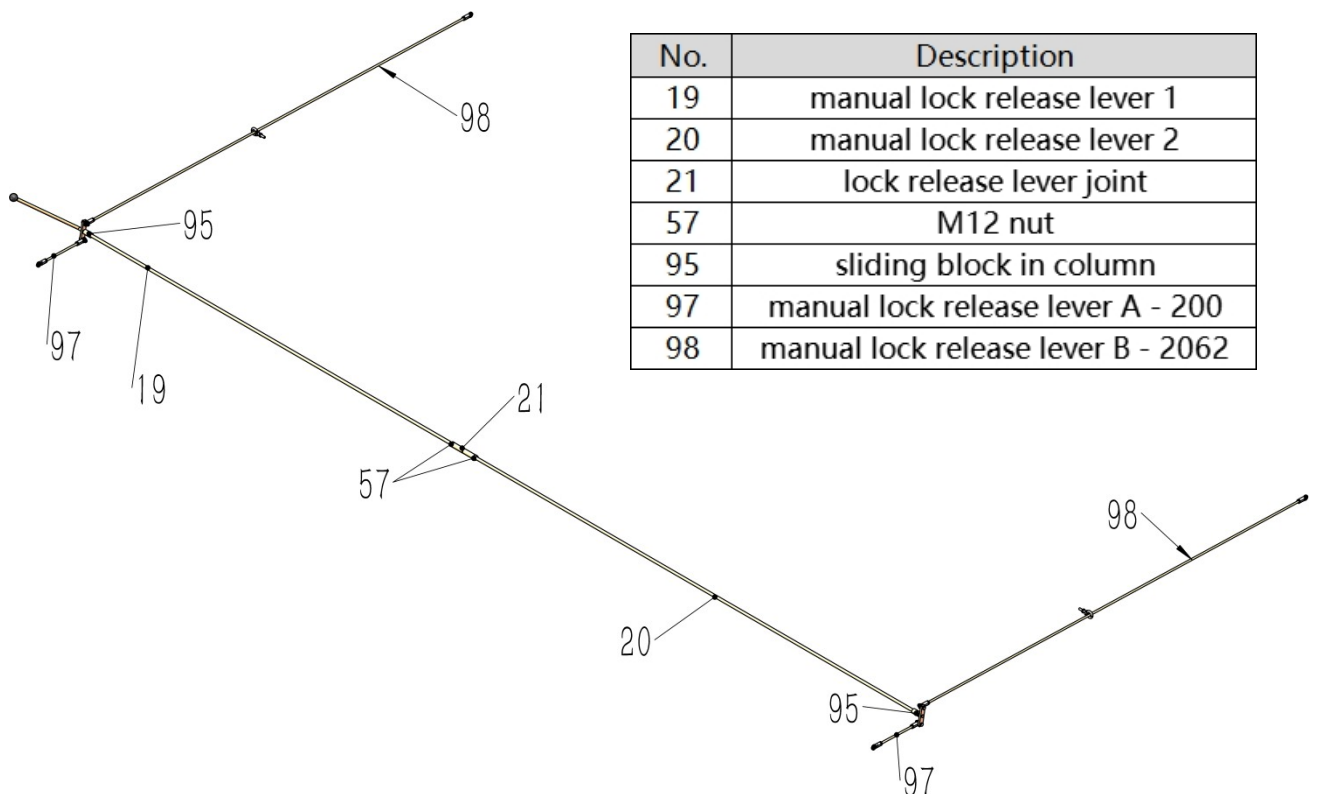 No. Description
19 manual lock release lever 1
20 manual lock release lever 2
21 lock release lever joint
57 M12 nut
95 sliding block in column
97 manual lock release lever A - 200
98 manual lock release lever B - 2062
98
95
97
19
21
57
98
20
95
97